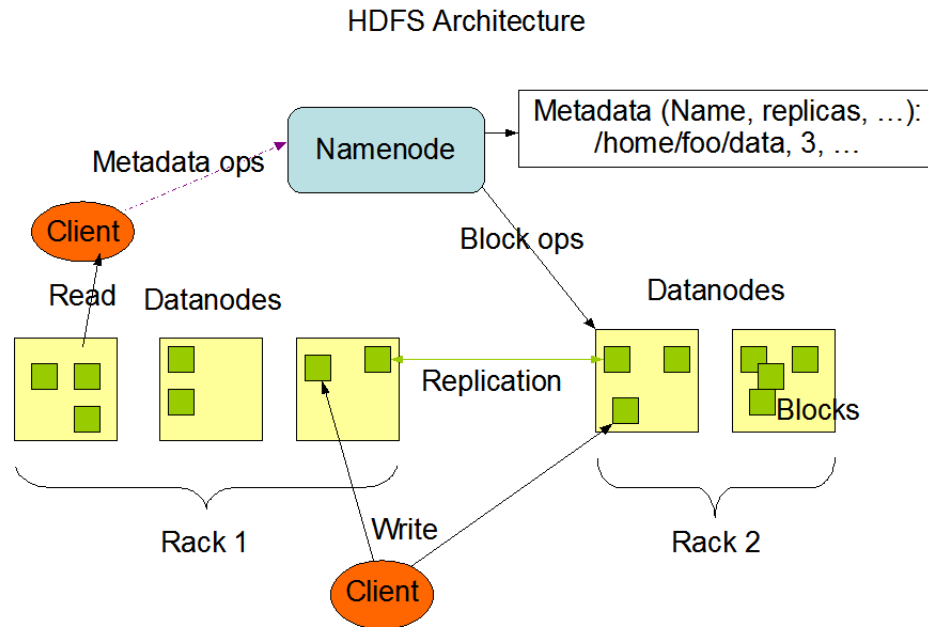 HDFS Architecture
Metadata (Name, replicas, …):
/home/foo/data, 3, …
Namenode
Metadata ops
Client
Block ops
Read
Datanodes
Datanodes
Replication
Blocks
Rack 1
Write
Rack 2
Client